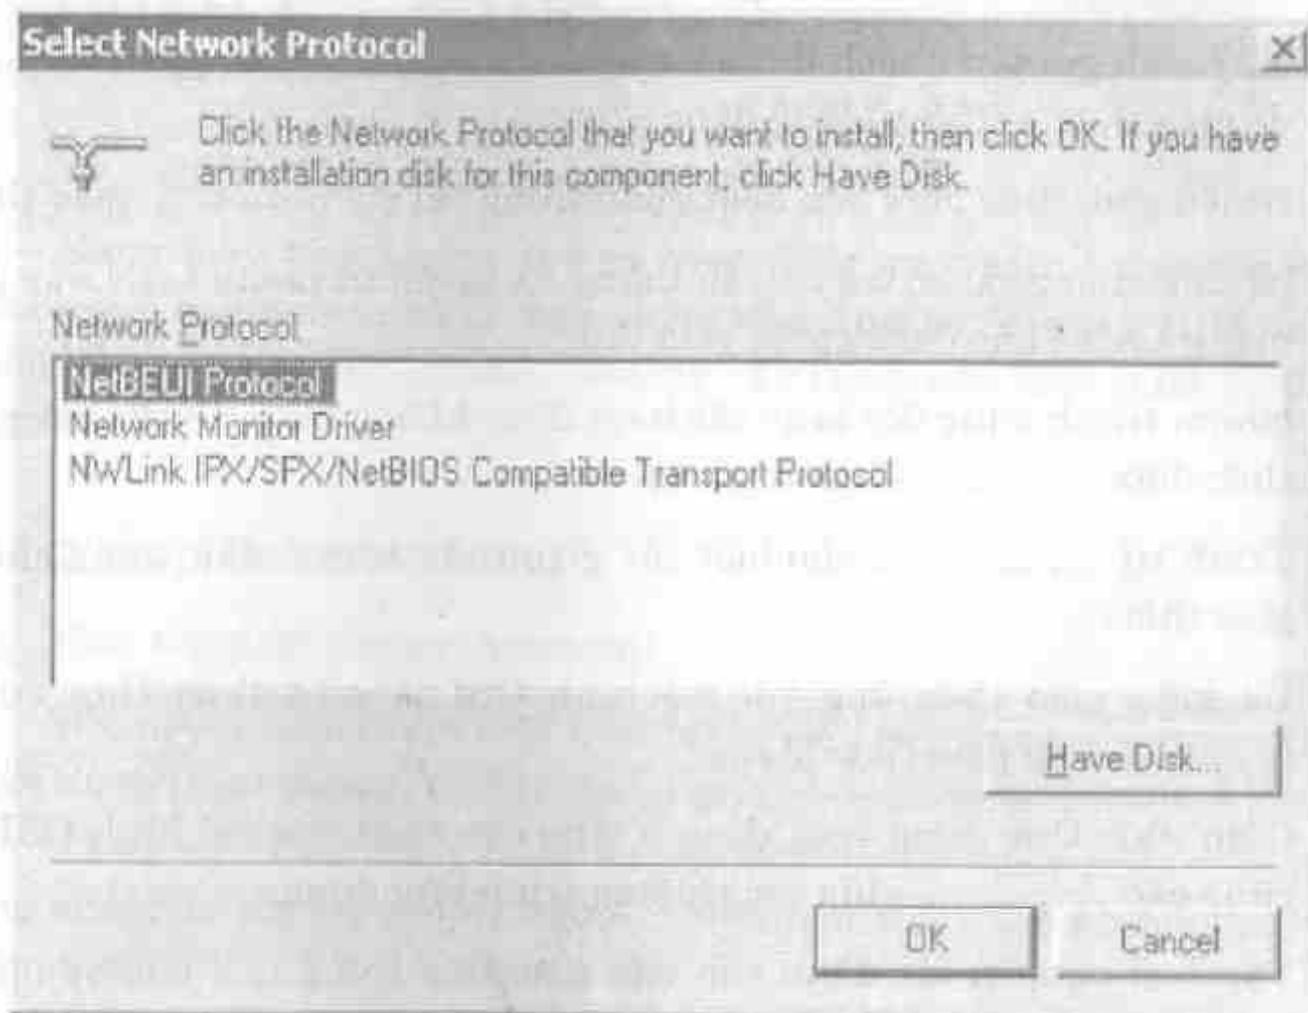 Select Network Protocol
Click the Network Protocol that you want to install, then click OK. If you have
an installation disk for this component, click Have Disk.
Network Protocol:
NetBEUI Protocol
Network Monitor Driver
NWLink IPX/SPX/NetBIOS Compatible Transport Protocol
Have Disk...
OK
Cancel